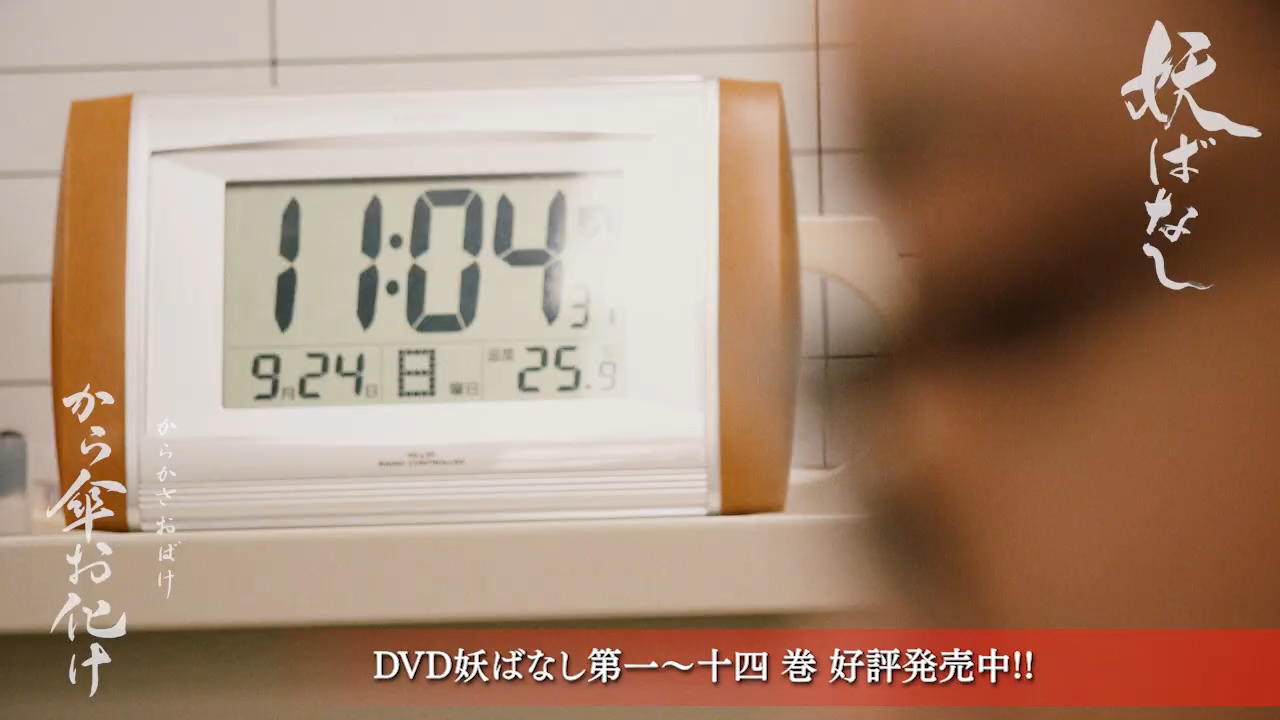 妖ばなし
11:04
9月24日 日 曜日 温度 25.9
から傘お化け
からかさおばけ
DVD妖ばなし第一～十四 巻 好評発売中!!